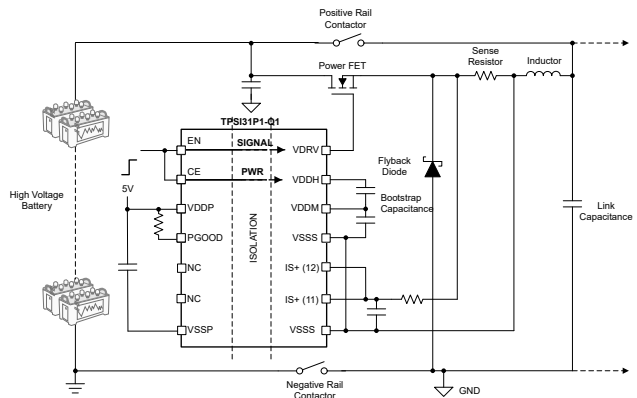 Positive Rail
Contactor
Power FET
Sense
Resistor
Inductor
TPSI31P1-Q1
EN
SIGNAL
VDRV
CE
PWR
VDDH
5V
VDDP
VDDM
PGOOD
VSSS
NC
IS+ (12)
NC
IS+ (11)
VSSP
VSSS
ISOLATION
Bootstrap
Capacitance
Flyback
Diode
High Voltage
Battery
Link
Capacitance
Negative Rail
Contactor
GND